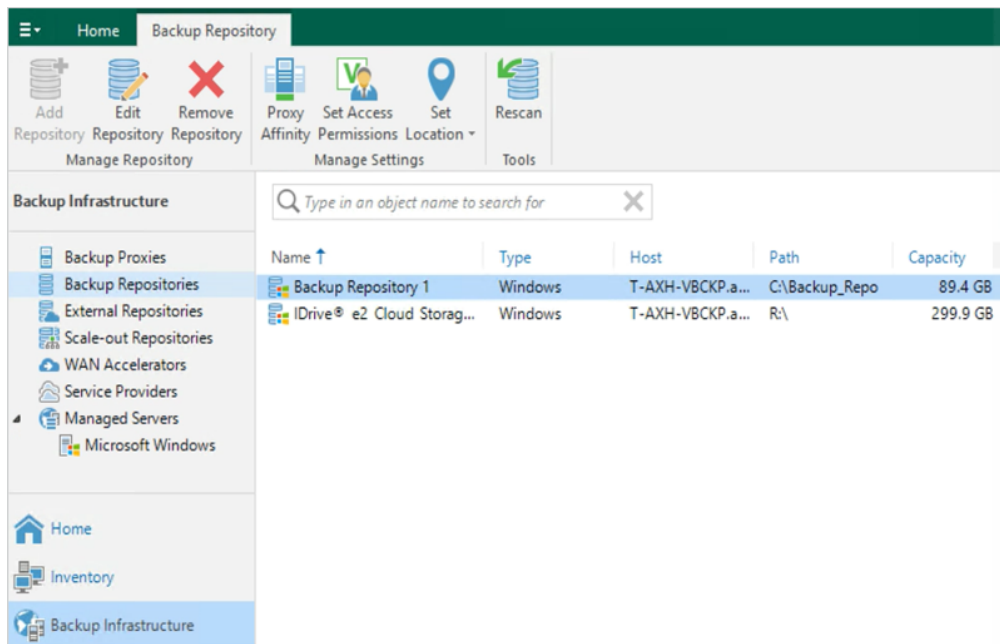 Home Backup Repository
Add Edit Remove Proxy Set Access Set Rescan
Repository Repository Repository Affinity Permissions Location
Manage Repository Manage Settings Tools
Backup Infrastructure
Type in an object name to search for
Backup Proxies
Backup Repositories
External Repositories
Scale-out Repositories
WAN Accelerators
Service Providers
Managed Servers
Microsoft Windows
Name Type Host Path Capacity
Backup Repository 1 Windows T-AXH-VBCKP.a... C:\Backup_Repo 89.4 GB
IDrive® e2 Cloud Storag... Windows T-AXH-VBCKP.a... R:\ 299.9 GB
Home
Inventory
Backup Infrastructure